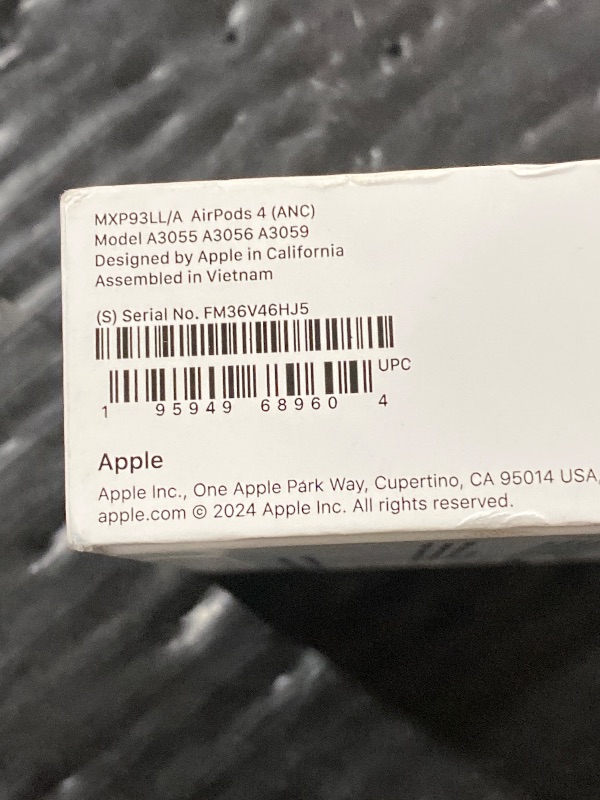 MXP93LL/A AirPods 4 (ANC)
Model A3055 A3056 A3059
Designed by Apple in California
Assembled in Vietnam
(S) Serial No. FM36V46HJ5
UPC
1 95949 68960 4
Apple
Apple Inc., One Apple Park Way, Cupertino, CA 95014 USA,
apple.com © 2024 Apple Inc. All rights reserved.